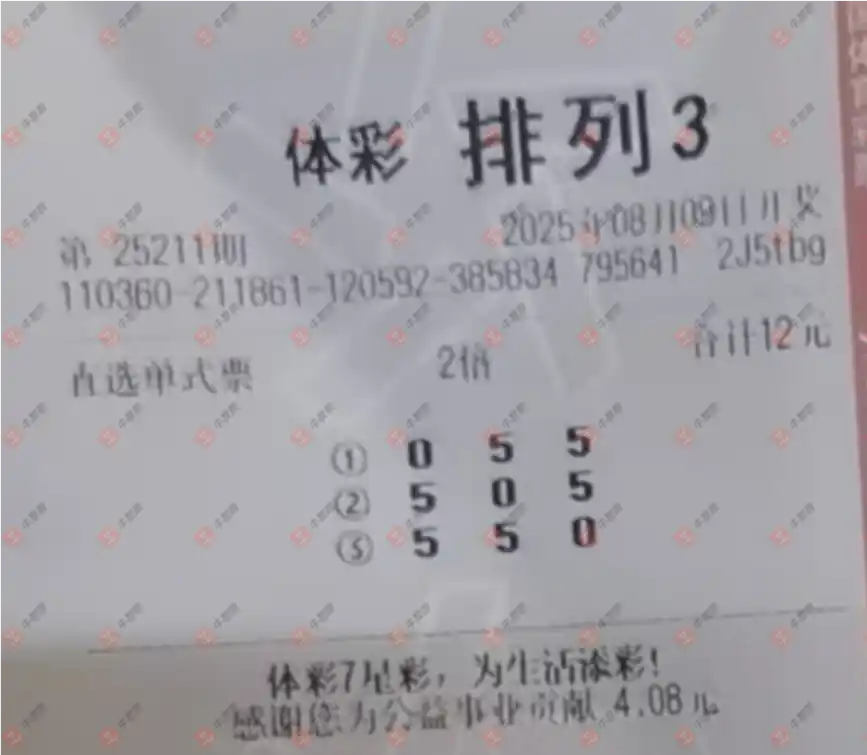 体彩 排列3
第 25211期 2025年08月09日开奖
110360-211861-120592-385834 795641 2J5tbg
直选单式票 2倍 合计12元
① 0 5 5
② 5 0 5
③ 5 5 0
体彩7星彩，为生活添彩！
感谢您为公益事业贡献 4.08元